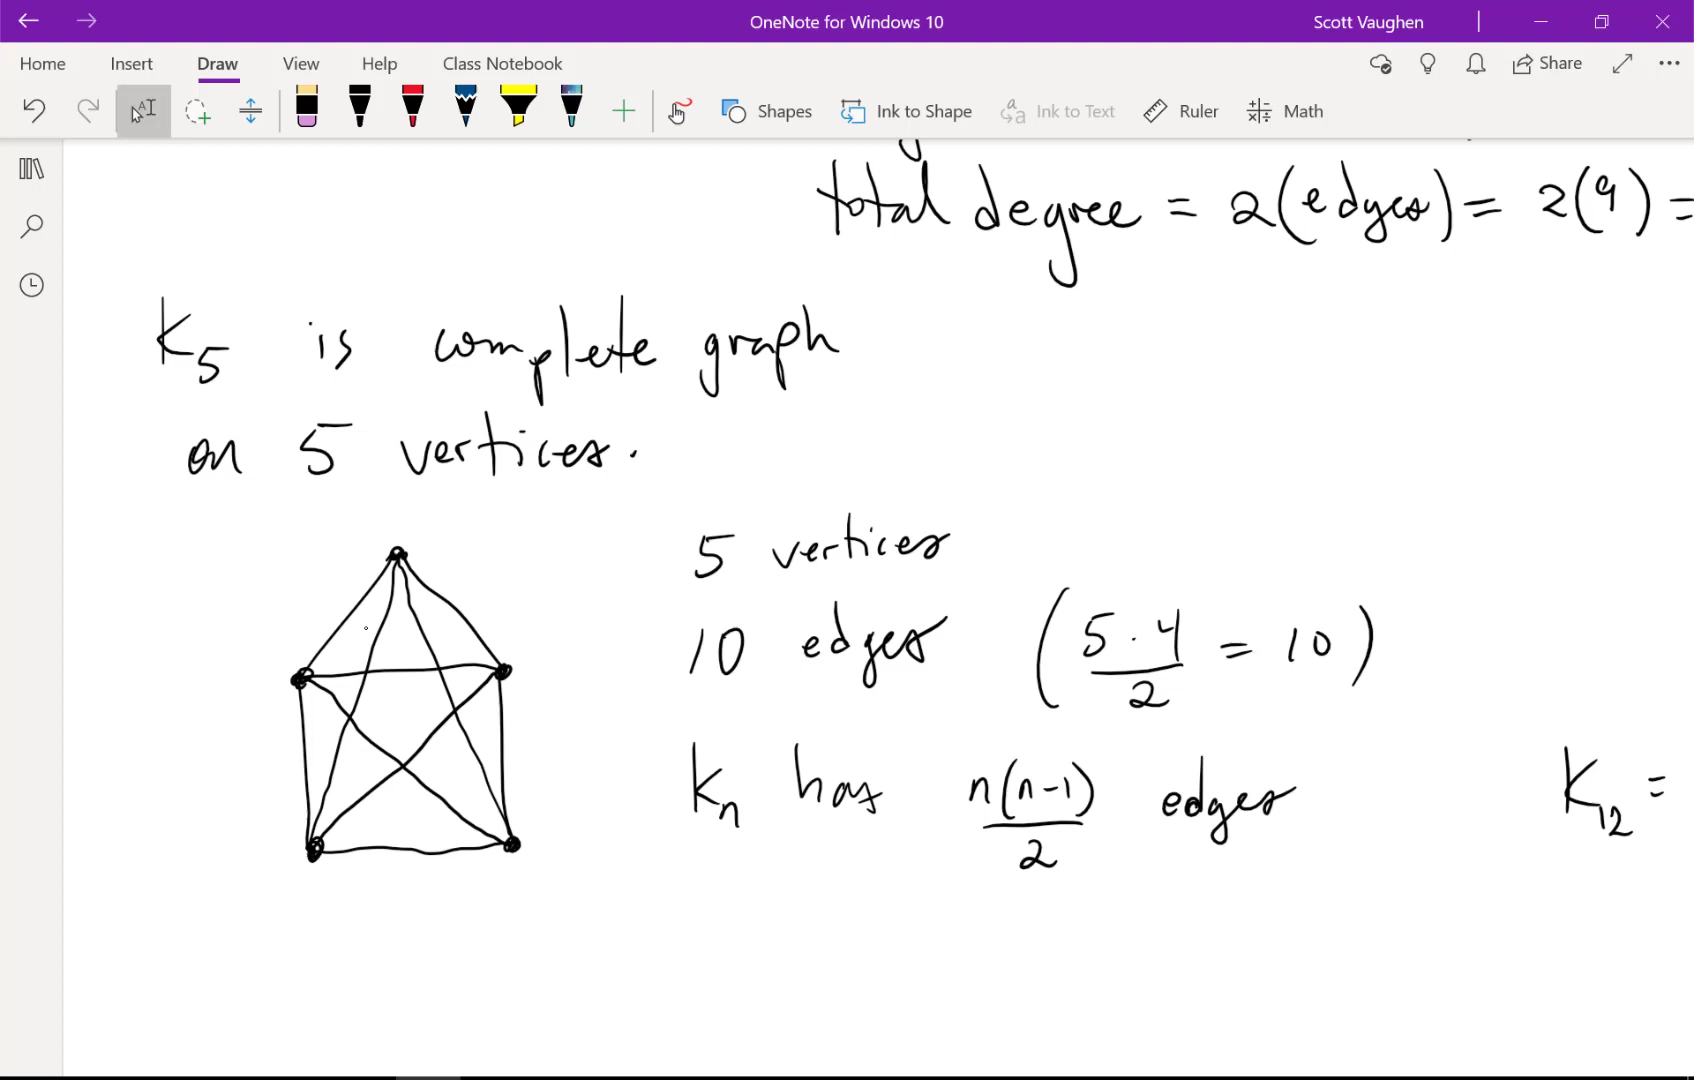 OneNote for Windows 10
Scott Vaughen
Home Insert Draw View Help Class Notebook Share
Shapes Ink to Shape Ink to Text Ruler Math
total degree = 2(edges) = 2(9) =
K5 is complete graph
on 5 vertices.
5 vertices
10 edges (5·4/2 = 10)
Kn has n(n-1)/2 edges K12 =